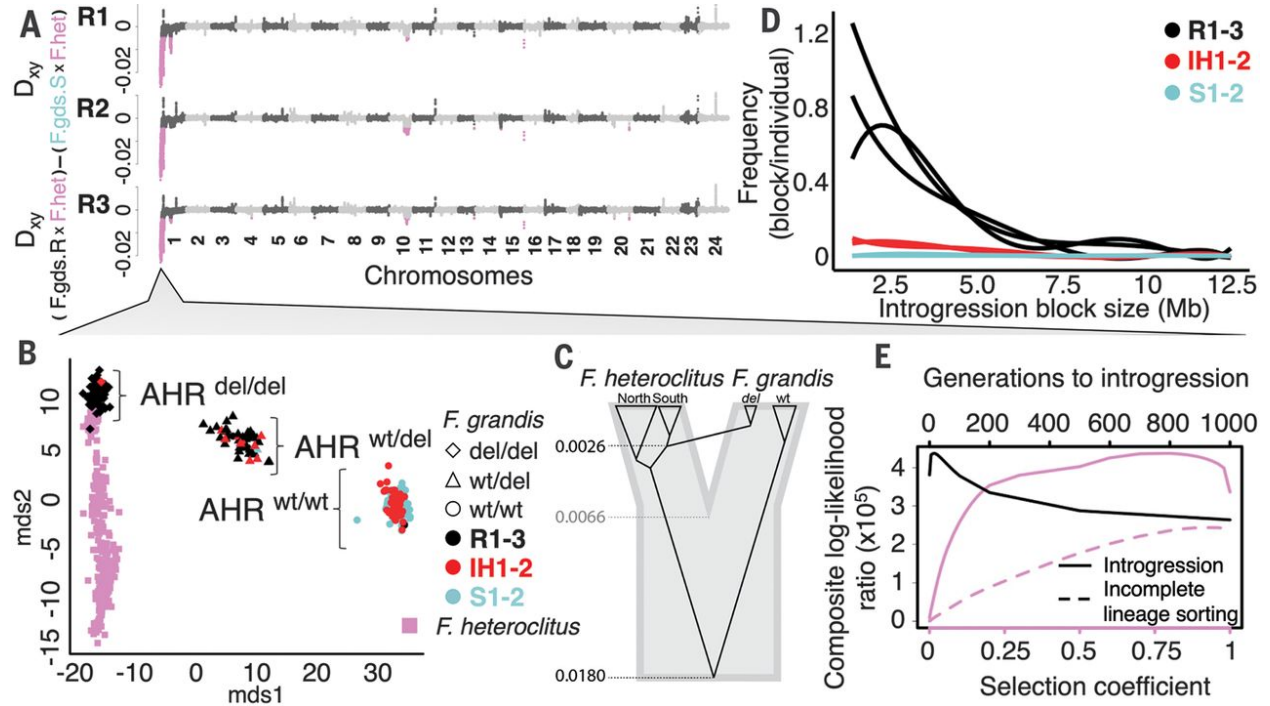 A
R1
R2
R3
0
-0.02
0
-0.02
0
-0.02
Dxy
Dxy
(F.gds.R x F.het)−(F.gds.S x F.het)
1 2 3 4 5 6 7 8 9 10 11 12 13 14 15 16 17 18 19 20 21 22 23 24
Chromosomes
D
1.2
0.8
0.4
0
Frequency
(block/individual)
R1-3
IH1-2
S1-2
2.5 5.0 7.5 10 12.5
Introgression block size (Mb)
B
10
5
0
-5
-10
-15
mds2
-20 -10 0 10 20 30
mds1
AHR del/del
AHR wt/del
AHR wt/wt
F. grandis
del/del
wt/del
wt/wt
R1-3
IH1-2
S1-2
F. heteroclitus
C
F. heteroclitus F. grandis
North South del wt
0.0026
0.0066
0.0180
E
Generations to introgression
0 200 400 600 800 1000
Composite log-likelihood
ratio (x10⁵)
4
3
2
1
0
Introgression
Incomplete
lineage sorting
0 0.25 0.5 0.75 1
Selection coefficient